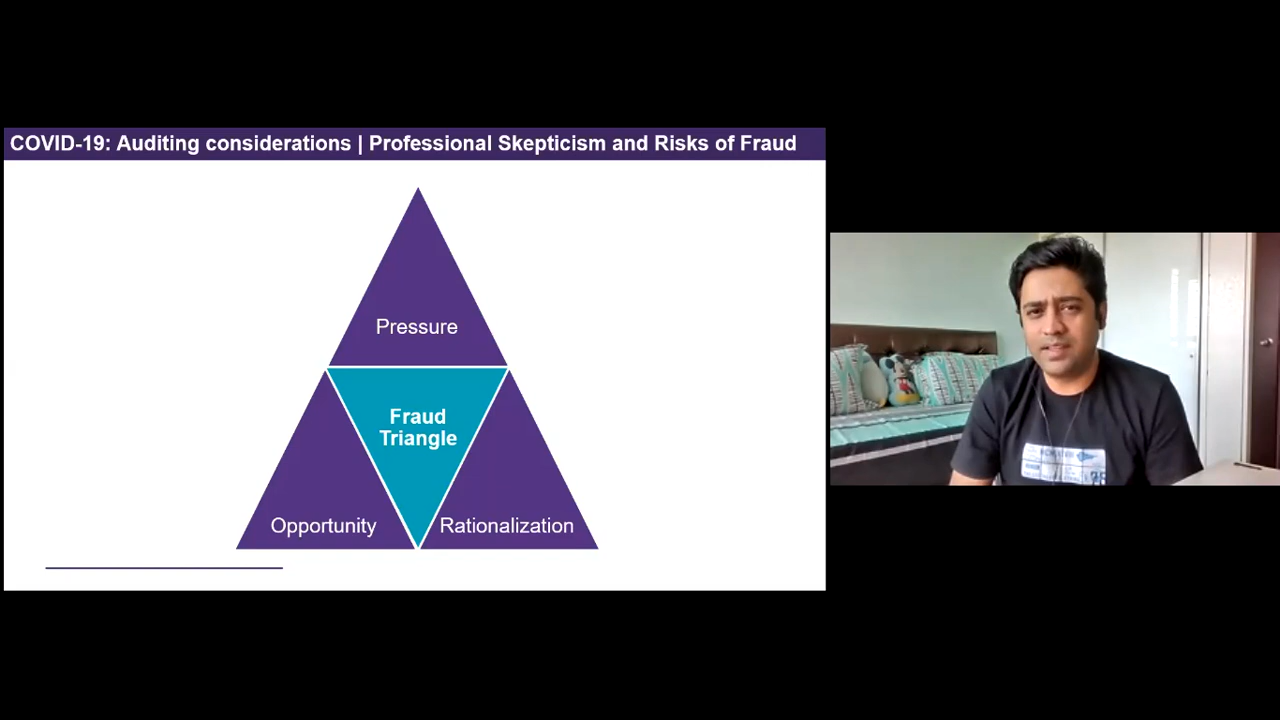 COVID-19: Auditing considerations | Professional Skepticism and Risks of Fraud
Pressure
Fraud
Triangle
Opportunity
Rationalization